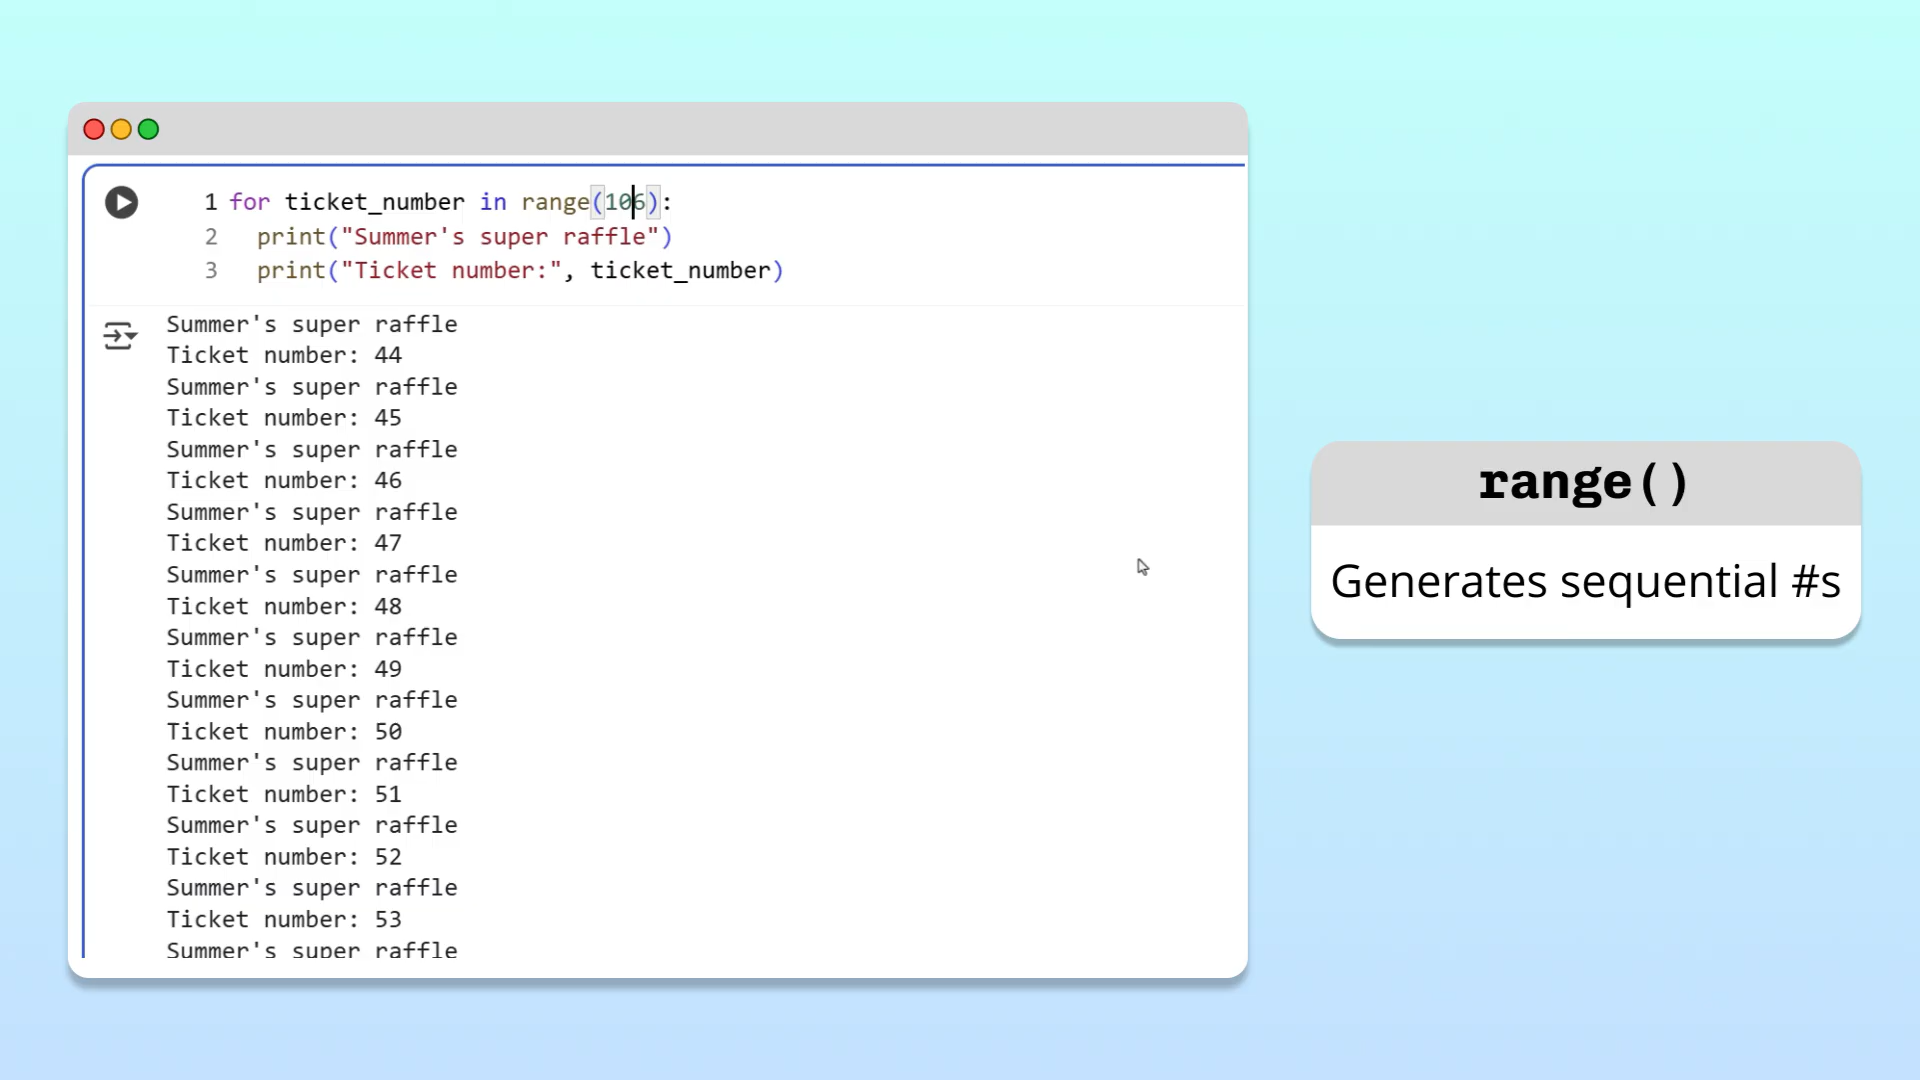 1 for ticket_number in range(106):
2 print("Summer's super raffle")
3 print("Ticket number:", ticket_number)
Summer's super raffle
Ticket number: 44
Summer's super raffle
Ticket number: 45
Summer's super raffle
Ticket number: 46
Summer's super raffle
Ticket number: 47
Summer's super raffle
Ticket number: 48
Summer's super raffle
Ticket number: 49
Summer's super raffle
Ticket number: 50
Summer's super raffle
Ticket number: 51
Summer's super raffle
Ticket number: 52
Summer's super raffle
Ticket number: 53
Summer's super raffle
range()
Generates sequential #s